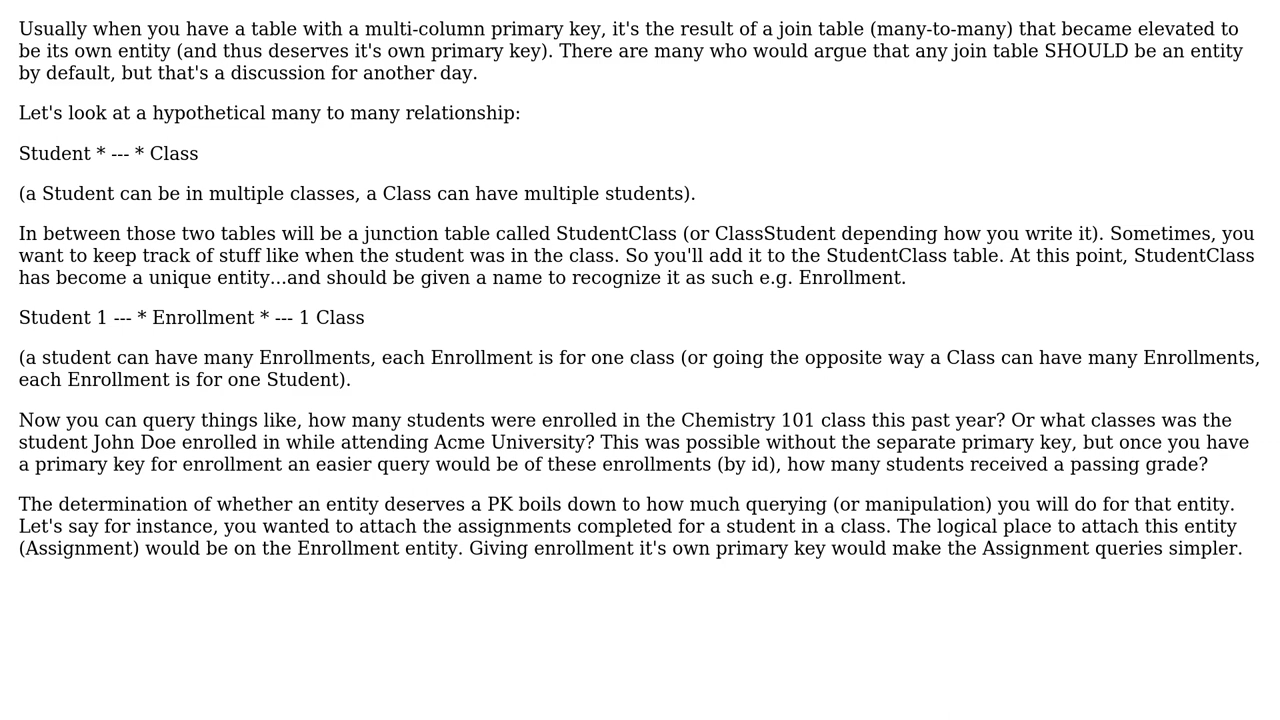 Usually when you have a table with a multi-column primary key, it's the result of a join table (many-to-many) that became elevated to
be its own entity (and thus deserves it's own primary key). There are many who would argue that any join table SHOULD be an entity
by default, but that's a discussion for another day.
Let's look at a hypothetical many to many relationship:
Student * --- * Class
(a Student can be in multiple classes, a Class can have multiple students).
In between those two tables will be a junction table called StudentClass (or ClassStudent depending how you write it). Sometimes, you
want to keep track of stuff like when the student was in the class. So you'll add it to the StudentClass table. At this point, StudentClass
has become a unique entity...and should be given a name to recognize it as such e.g. Enrollment.
Student 1 --- * Enrollment * --- 1 Class
(a student can have many Enrollments, each Enrollment is for one class (or going the opposite way a Class can have many Enrollments,
each Enrollment is for one Student).
Now you can query things like, how many students were enrolled in the Chemistry 101 class this past year? Or what classes was the
student John Doe enrolled in while attending Acme University? This was possible without the separate primary key, but once you have
a primary key for enrollment an easier query would be of these enrollments (by id), how many students received a passing grade?
The determination of whether an entity deserves a PK boils down to how much querying (or manipulation) you will do for that entity.
Let's say for instance, you wanted to attach the assignments completed for a student in a class. The logical place to attach this entity
(Assignment) would be on the Enrollment entity. Giving enrollment it's own primary key would make the Assignment queries simpler.